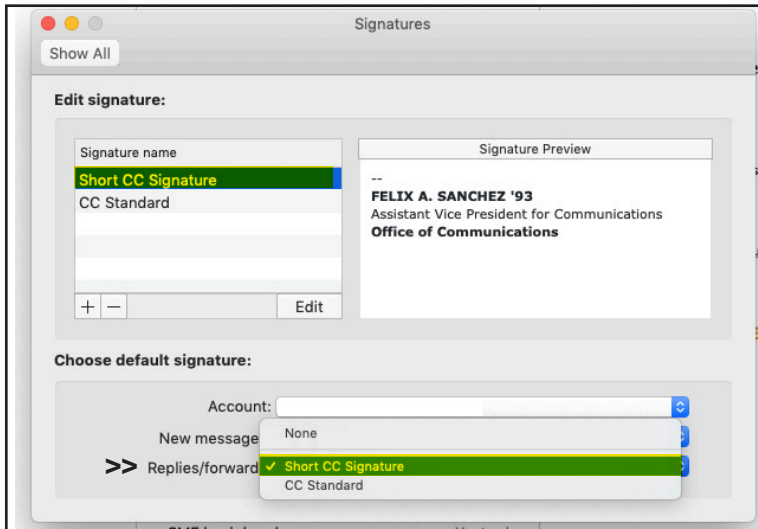 Signatures
Show All
Edit signature:
Signature name
Short CC Signature
CC Standard
+ − Edit
Signature Preview
--
FELIX A. SANCHEZ '93
Assistant Vice President for Communications
Office of Communications
Choose default signature:
Account:
New message
None
>> Replies/forward ✓ Short CC Signature
CC Standard